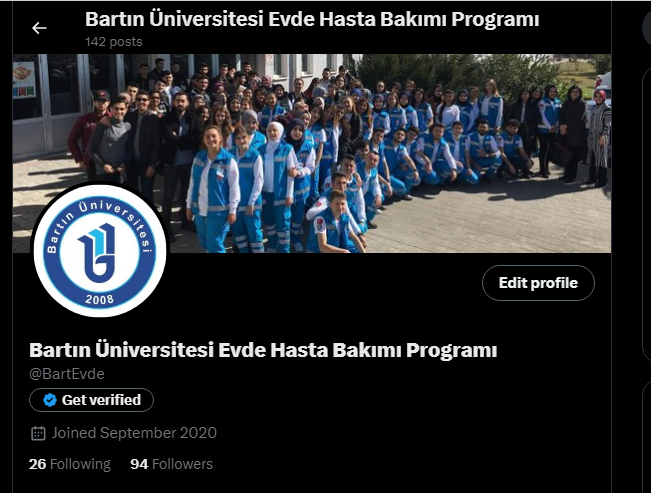 Bartın Üniversitesi Evde Hasta Bakımı Programı
142 posts
Bartın Üniversitesi
2008
Edit profile
Bartın Üniversitesi Evde Hasta Bakımı Programı
@BartEvde
Get verified
Joined September 2020
26 Following 94 Followers